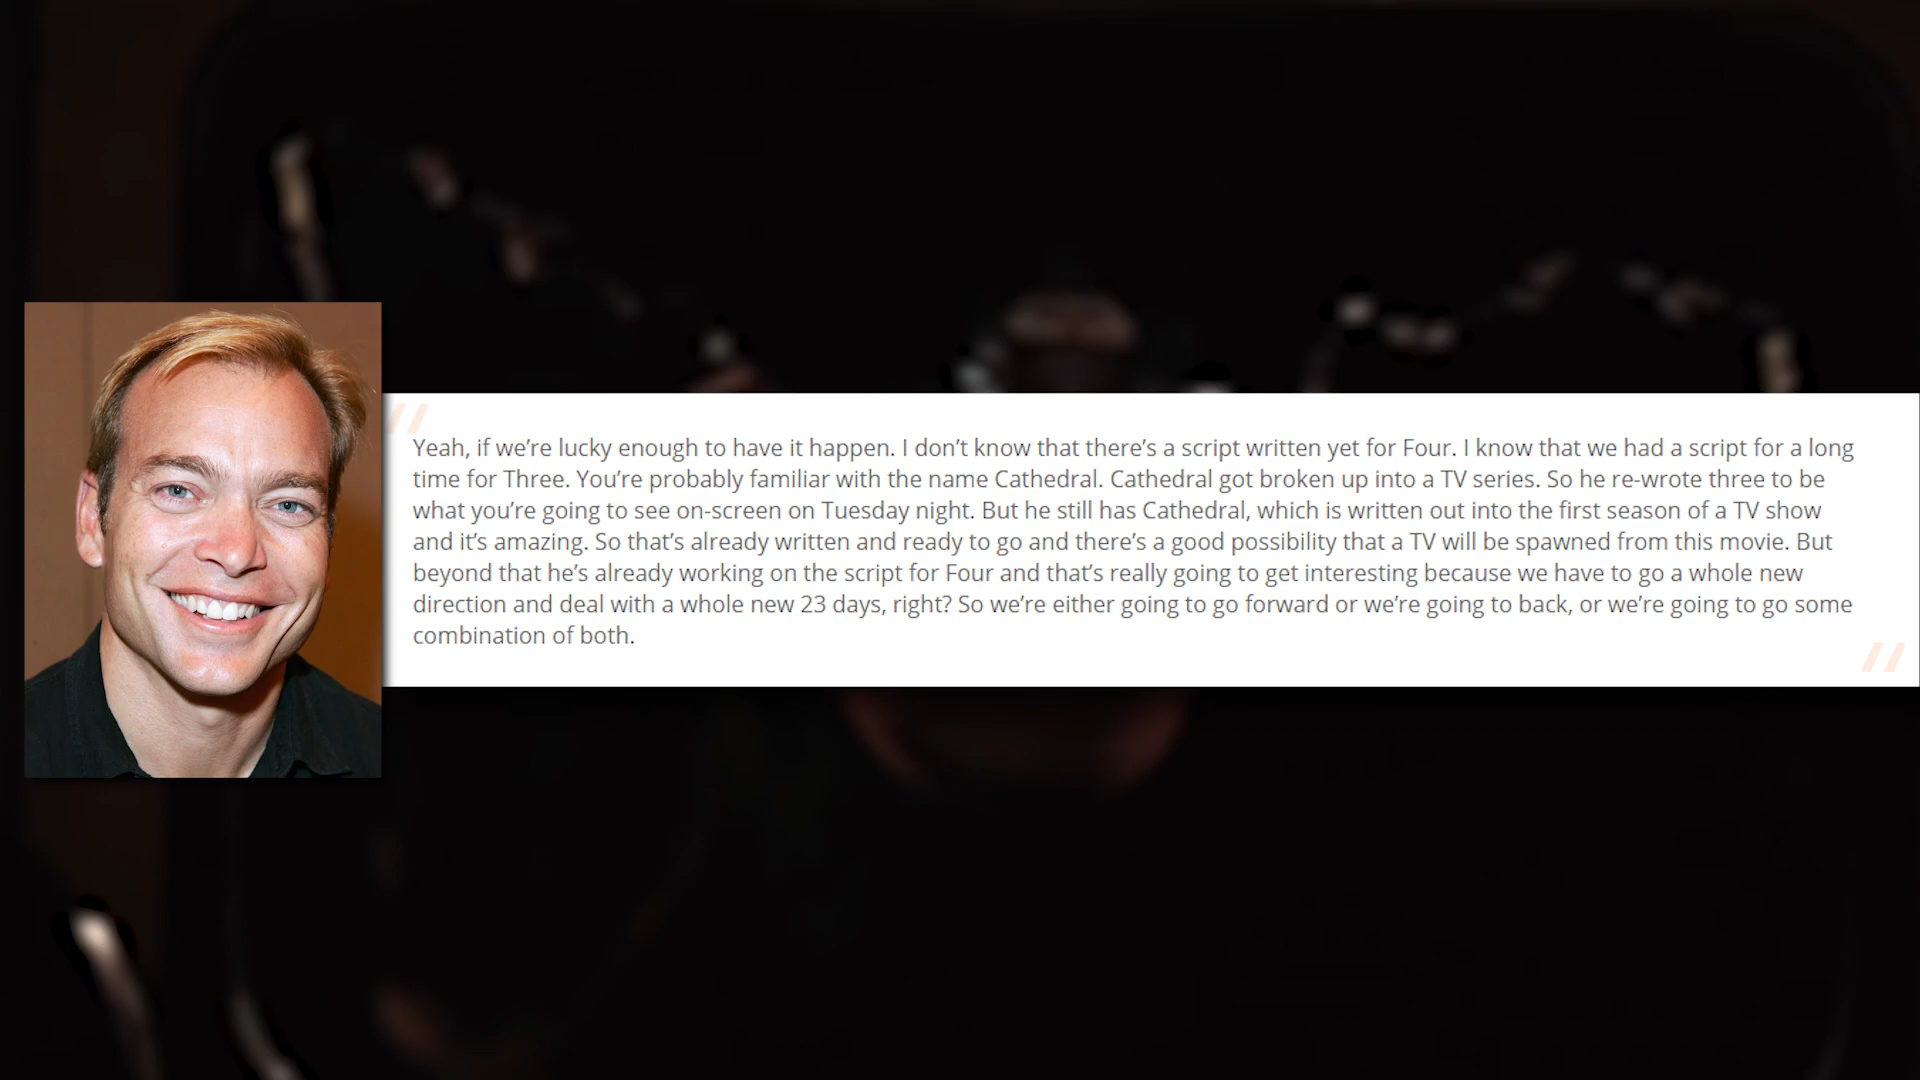 Yeah, if we’re lucky enough to have it happen. I don’t know that there’s a script written yet for Four. I know that we had a script for a long
time for Three. You’re probably familiar with the name Cathedral. Cathedral got broken up into a TV series. So he re-wrote three to be
what you’re going to see on-screen on Tuesday night. But he still has Cathedral, which is written out into the first season of a TV show
and it’s amazing. So that’s already written and ready to go and there’s a good possibility that a TV will be spawned from this movie. But
beyond that he’s already working on the script for Four and that’s really going to get interesting because we have to go a whole new
direction and deal with a whole new 23 days, right? So we’re either going to go forward or we’re going to back, or we’re going to go some
combination of both.